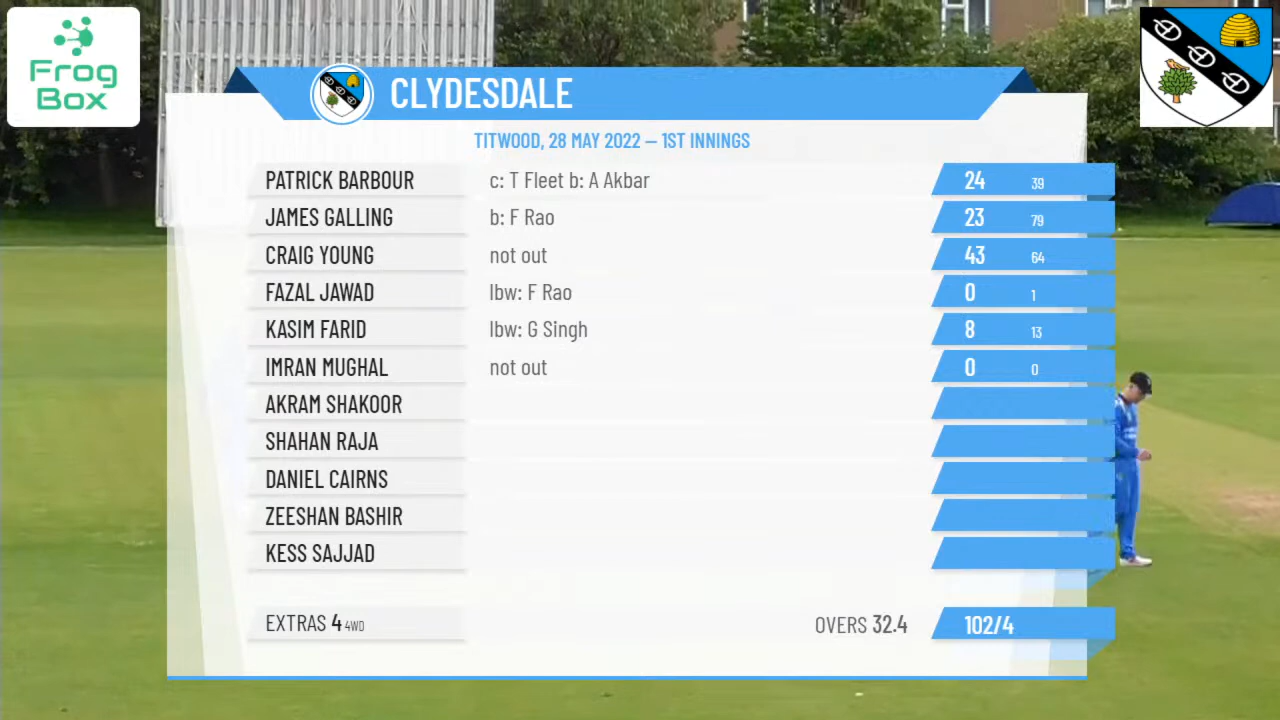 Frog
Box
CLYDESDALE
TITWOOD, 28 MAY 2022 – 1ST INNINGS
PATRICK BARBOUR c: T Fleet b: A Akbar 24 39
JAMES GALLING b: F Rao 23 79
CRAIG YOUNG not out 43 64
FAZAL JAWAD lbw: F Rao 0 1
KASIM FARID lbw: G Singh 8 13
IMRAN MUGHAL not out 0 0
AKRAM SHAKOOR
SHAHAN RAJA
DANIEL CAIRNS
ZEESHAN BASHIR
KESS SAJJAD
EXTRAS 4 4WD OVERS 32.4 102/4